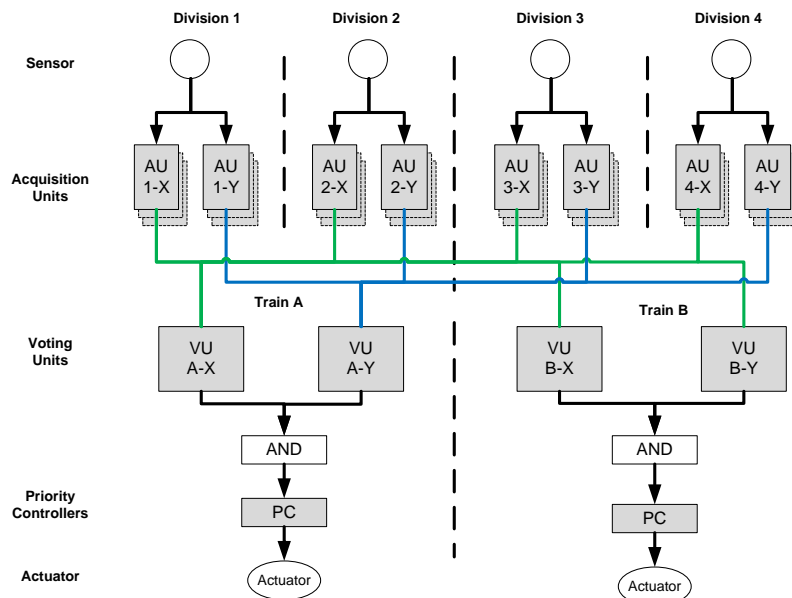 Division 1
Division 2
Division 3
Division 4
Sensor
Acquisition
Units
AU
1-X
AU
1-Y
AU
2-X
AU
2-Y
AU
3-X
AU
3-Y
AU
4-X
AU
4-Y
Train A
Train B
Voting
Units
VU
A-X
VU
A-Y
VU
B-X
VU
B-Y
AND
AND
Priority
Controllers
PC
PC
Actuator
Actuator
Actuator